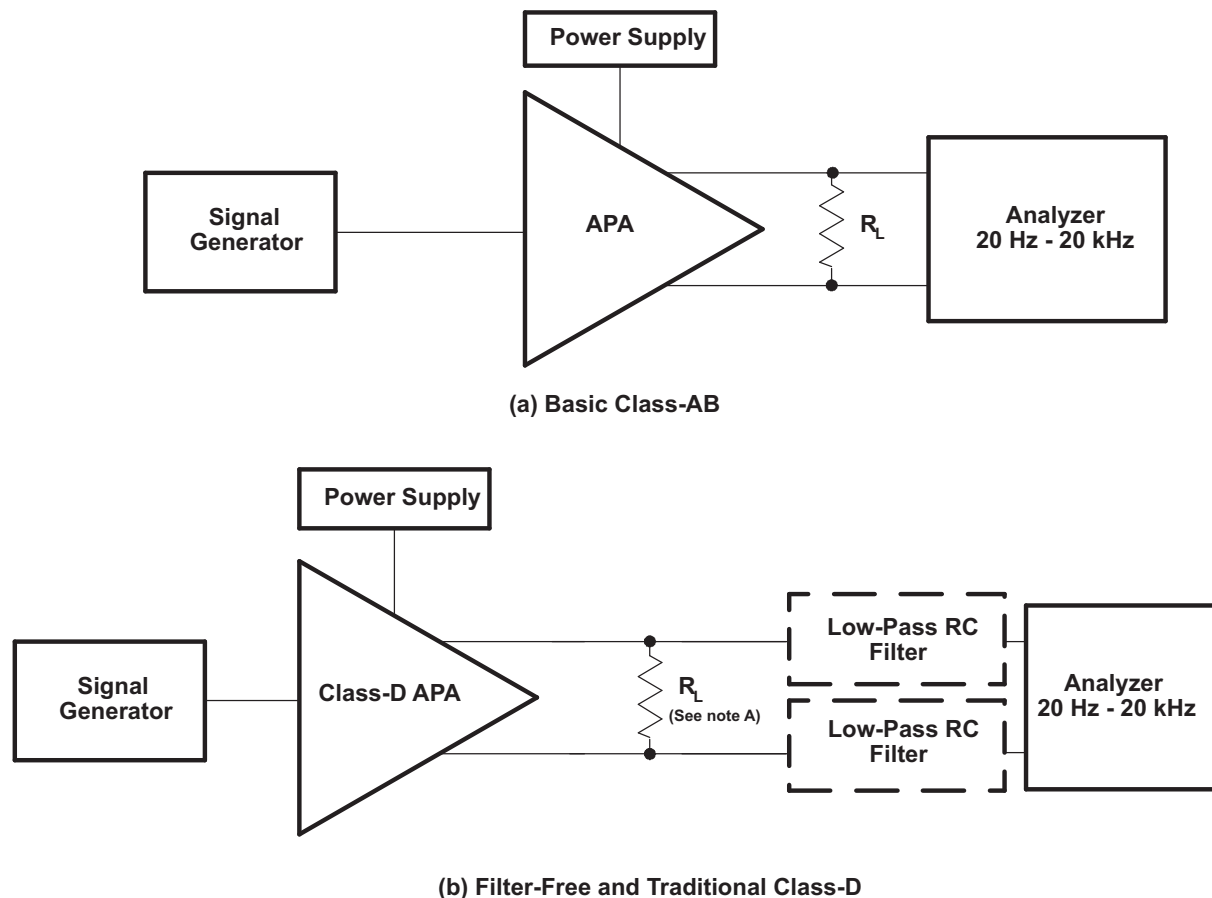 Power Supply
Signal
Generator
APA
R_L
Analyzer
20 Hz - 20 kHz
(a) Basic Class-AB
Power Supply
Signal
Generator
Class-D APA
R_L
(See note A)
Low-Pass RC
Filter
Low-Pass RC
Filter
Analyzer
20 Hz - 20 kHz
(b) Filter-Free and Traditional Class-D